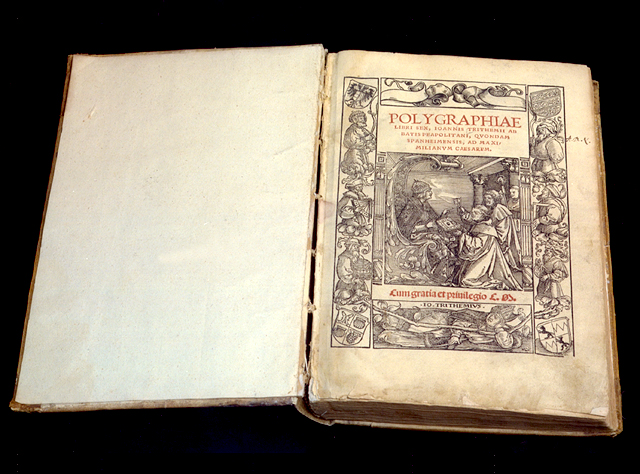 POLYGRAPHIAE
LIBRI SEX, IOANNIS TRITHEMII AB
BATIS PEAPOLITANI, QVONDAM
SPANHEIMENSIS, AD MAXI-
MILIANVM CAESAREM.
Cum gratia et privilegio C. M.
·IO. TRITHEMIVS·